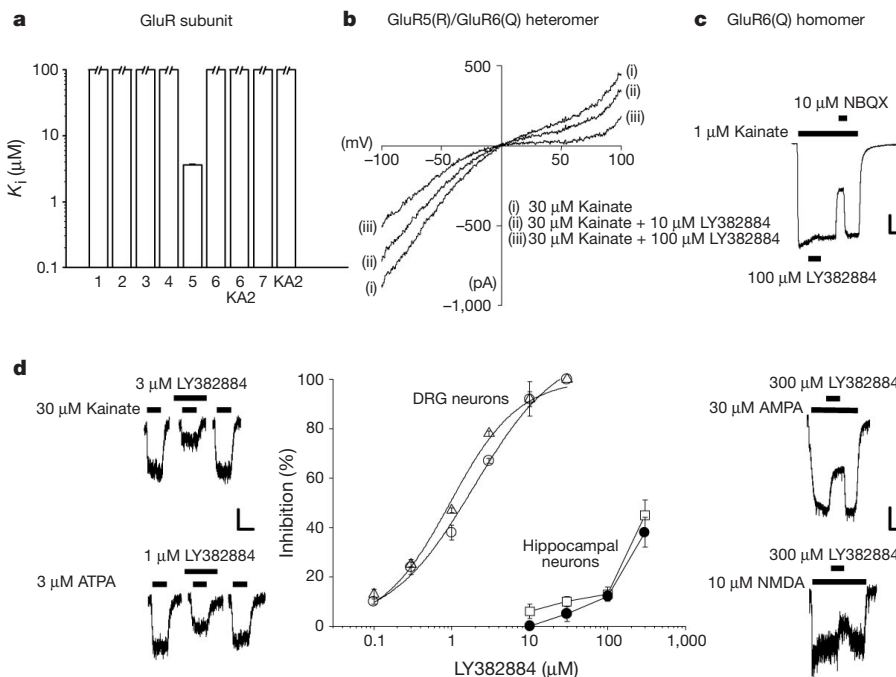 a
GluR subunit
100
10
1
0.1
Ki (μM)
1 2 3 4 5 6 6 7 KA2
KA2
b
GluR5(R)/GluR6(Q) heteromer
500
(mV)
−100 −50 50 100
−500
−1,000
(pA)
(i)
(ii)
(iii)
(iii)
(ii)
(i)
(i) 30 μM Kainate
(ii) 30 μM Kainate + 10 μM LY382884
(iii) 30 μM Kainate + 100 μM LY382884
c
GluR6(Q) homomer
10 μM NBQX
1 μM Kainate
100 μM LY382884
d
3 μM LY382884
30 μM Kainate
1 μM LY382884
3 μM ATPA
100
80
60
40
20
0
Inhibition (%)
DRG neurons
Hippocampal
neurons
0.1 1 10 100 1,000
LY382884 (μM)
300 μM LY382884
30 μM AMPA
300 μM LY382884
10 μM NMDA